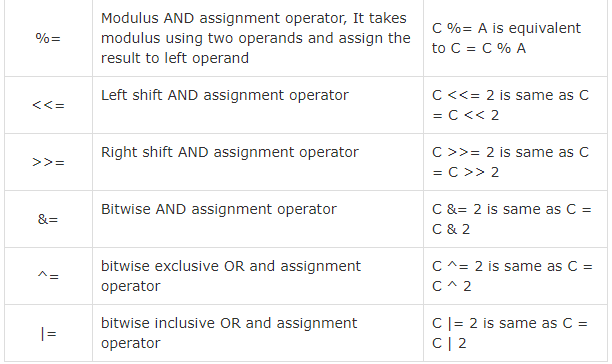 %=
Modulus AND assignment operator, It takes
modulus using two operands and assign the
result to left operand
C %= A is equivalent
to C = C % A
<<=
Left shift AND assignment operator
C <<= 2 is same as C
= C << 2
>>=
Right shift AND assignment operator
C >>= 2 is same as C
= C >> 2
&=
Bitwise AND assignment operator
C &= 2 is same as C =
C & 2
^=
bitwise exclusive OR and assignment
operator
C ^= 2 is same as C =
C ^ 2
|=
bitwise inclusive OR and assignment
operator
C |= 2 is same as C =
C | 2